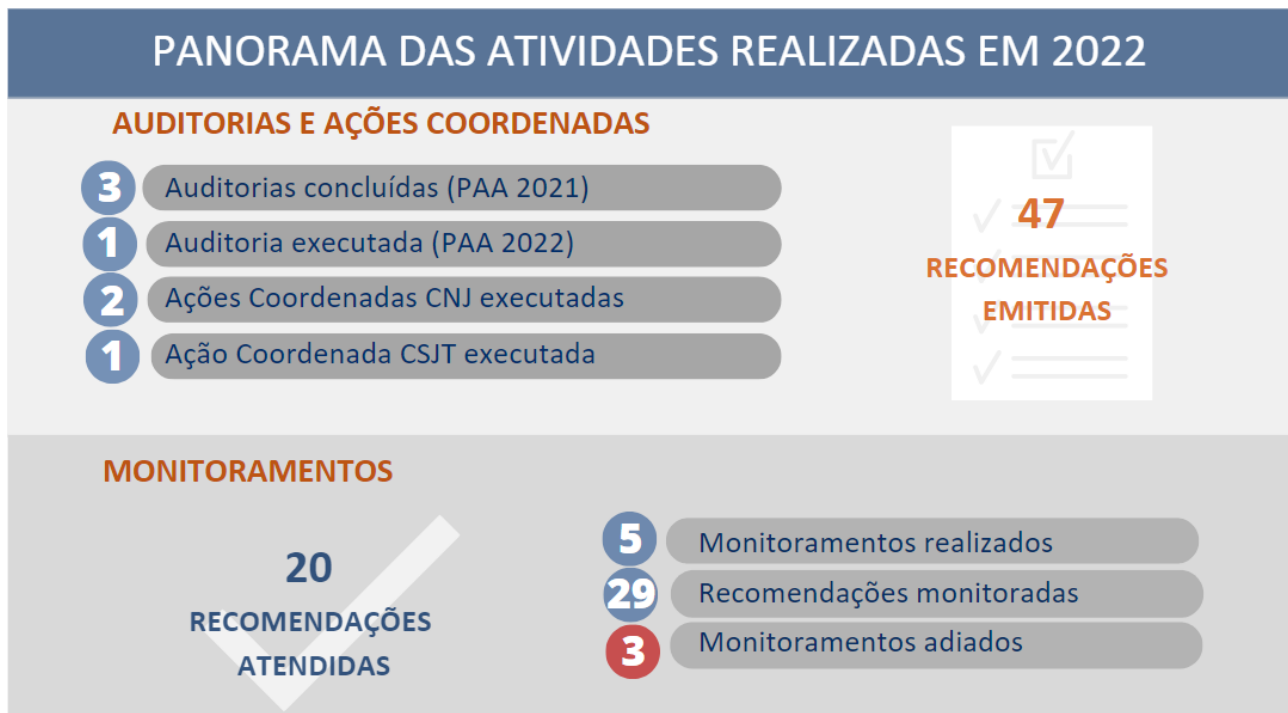 PANORAMA DAS ATIVIDADES REALIZADAS EM 2022
AUDITORIAS E AÇÕES COORDENADAS
3 Auditorias concluídas (PAA 2021)
1 Auditoria executada (PAA 2022)
2 Ações Coordenadas CNJ executadas
1 Ação Coordenada CSJT executada
47
RECOMENDAÇÕES
EMITIDAS
MONITORAMENTOS
20
RECOMENDAÇÕES
ATENDIDAS
5 Monitoramentos realizados
29 Recomendações monitoradas
3 Monitoramentos adiados